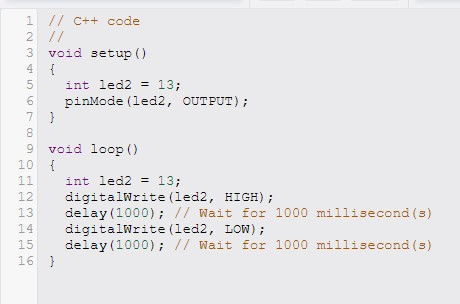 1 // C++ code
2 //
3 void setup()
4 {
5   int led2 = 13;
6   pinMode(led2, OUTPUT);
7 }
8
9 void loop()
10 {
11   int led2 = 13;
12   digitalWrite(led2, HIGH);
13   delay(1000); // Wait for 1000 millisecond(s)
14   digitalWrite(led2, LOW);
15   delay(1000); // Wait for 1000 millisecond(s)
16 }